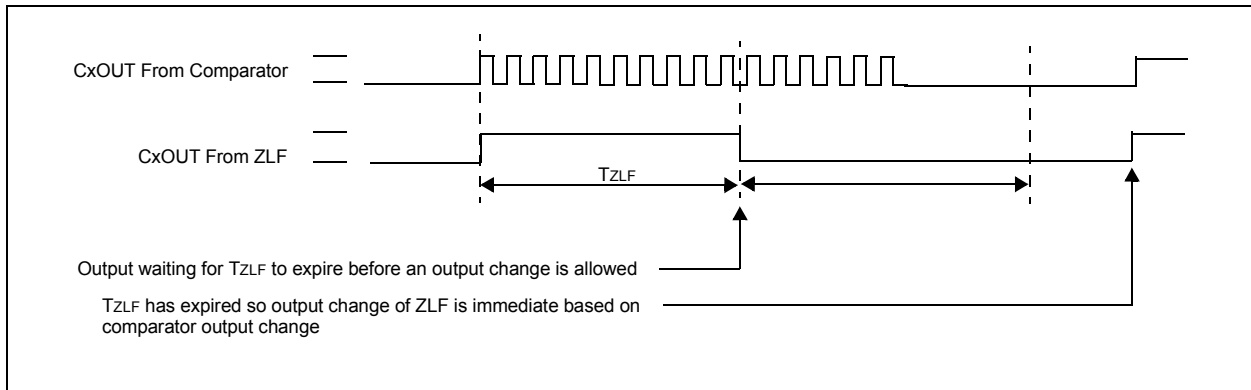 CxOUT From Comparator
CxOUT From ZLF
TZLF
Output waiting for TZLF to expire before an output change is allowed
TZLF has expired so output change of ZLF is immediate based on
comparator output change